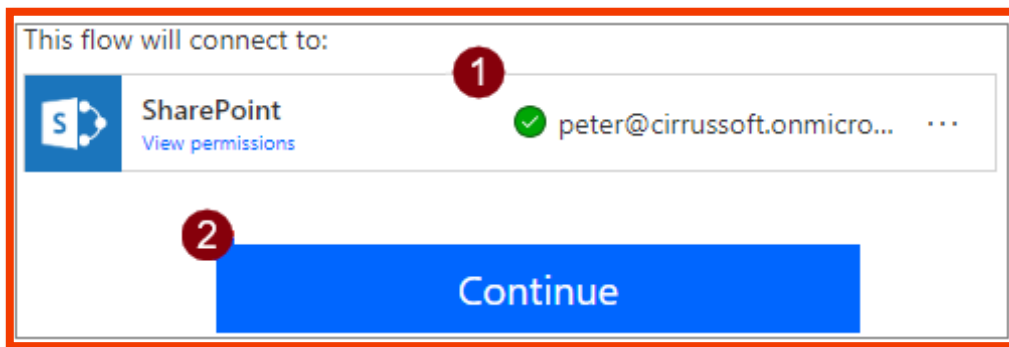 This flow will connect to:
1
S
SharePoint
peter@cirrussoft.onmicro... ...
View permissions
2
Continue